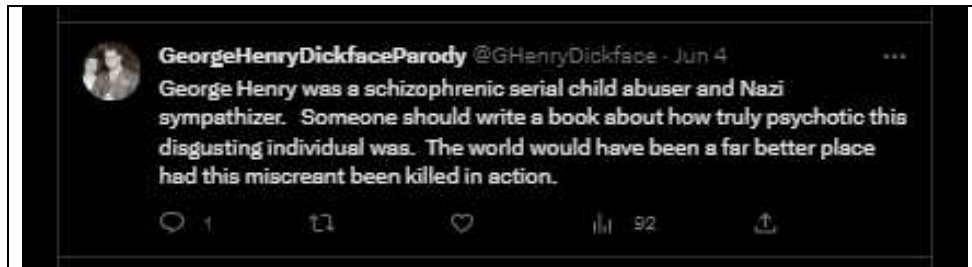 GeorgeHenryDickfaceParody @GHenryDickface · Jun 4 ···
George Henry was a schizophrenic serial child abuser and Nazi
sympathizer.   Someone should write a book about how truly psychotic this
disgusting individual was.  The world would have been a far better place
had this miscreant been killed in action.
1 92